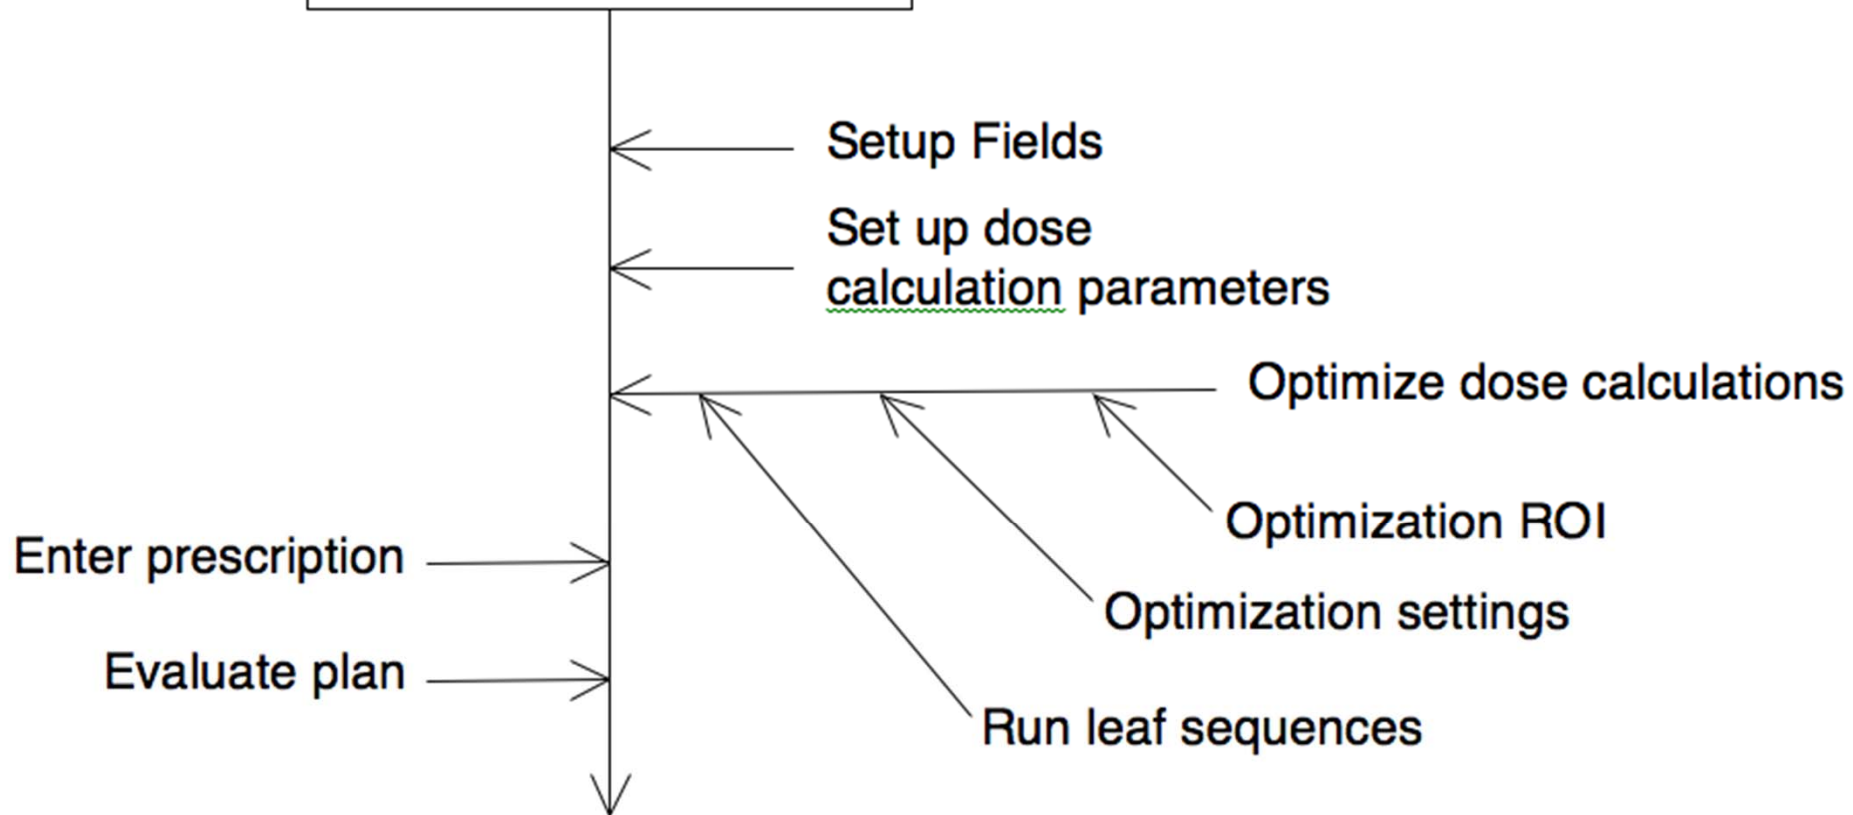 Setup Fields
Set up dose
calculation parameters
Optimize dose calculations
Optimization ROI
Enter prescription
Optimization settings
Evaluate plan
Run leaf sequences